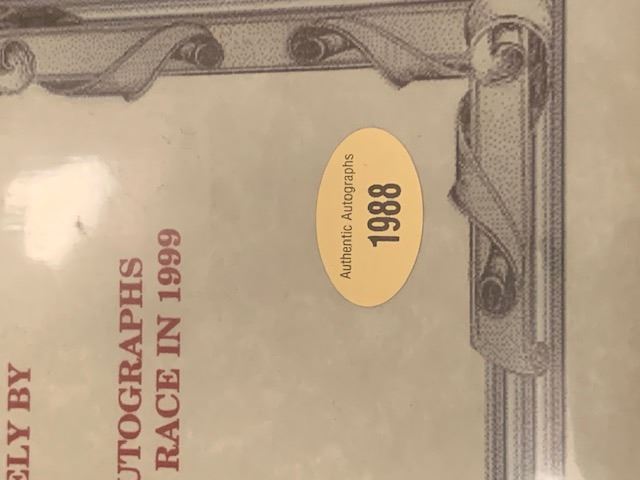 ELY BY
UTOGRAPHS
RACE IN 1999
Authentic Autographs
1988